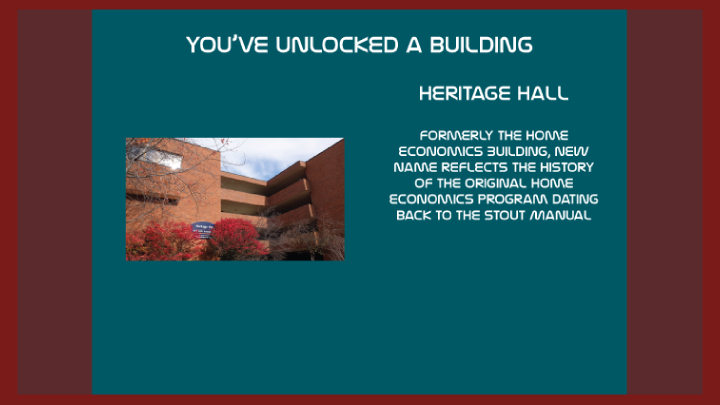 YOU'VE UNLOCKED A BUILDING
HERITAGE HALL
FORMERLY THE HOME
ECONOMICS BUILDING, NEW
NAME REFLECTS THE HISTORY
OF THE ORIGINAL HOME
ECONOMICS PROGRAM DATING
BACK TO THE STOUT MANUAL